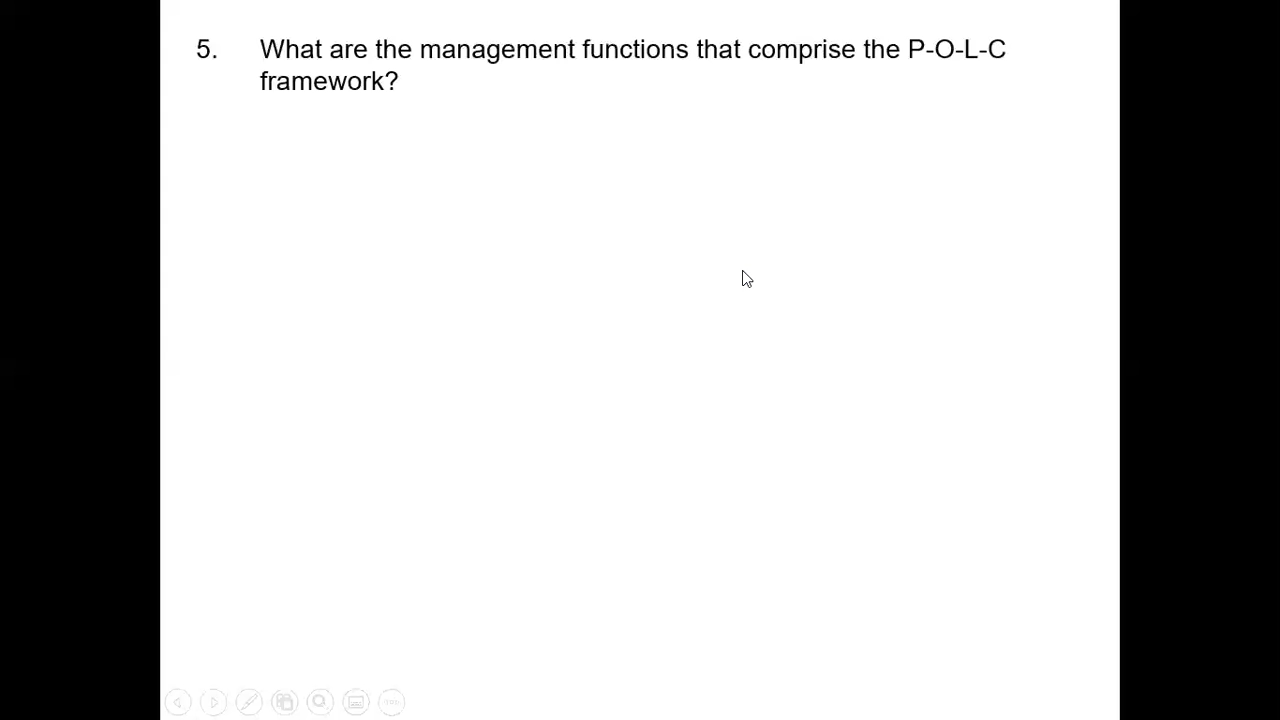 5. What are the management functions that comprise the P-O-L-C
framework?